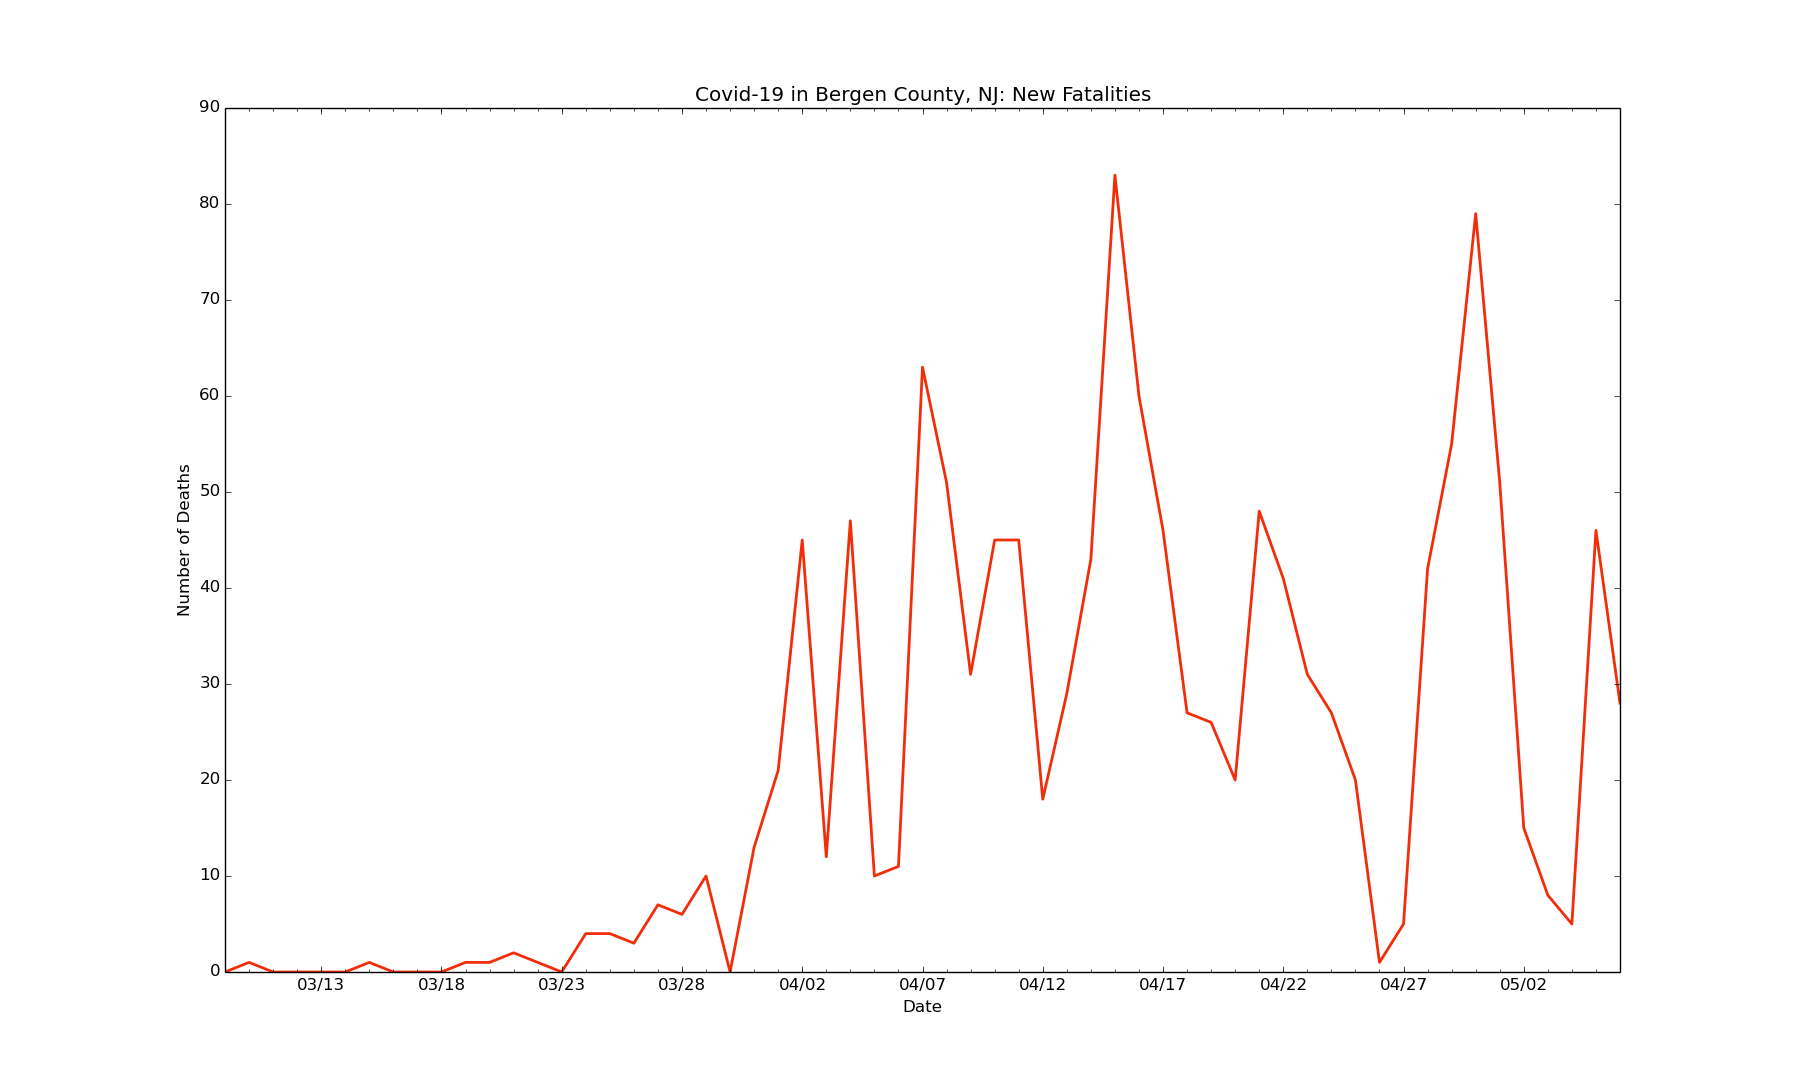 Covid-19 in Bergen County, NJ: New Fatalities
90
80
70
60
50
40
30
20
10
0
Number of Deaths
03/13 03/18 03/23 03/28 04/02 04/07 04/12 04/17 04/22 04/27 05/02
Date